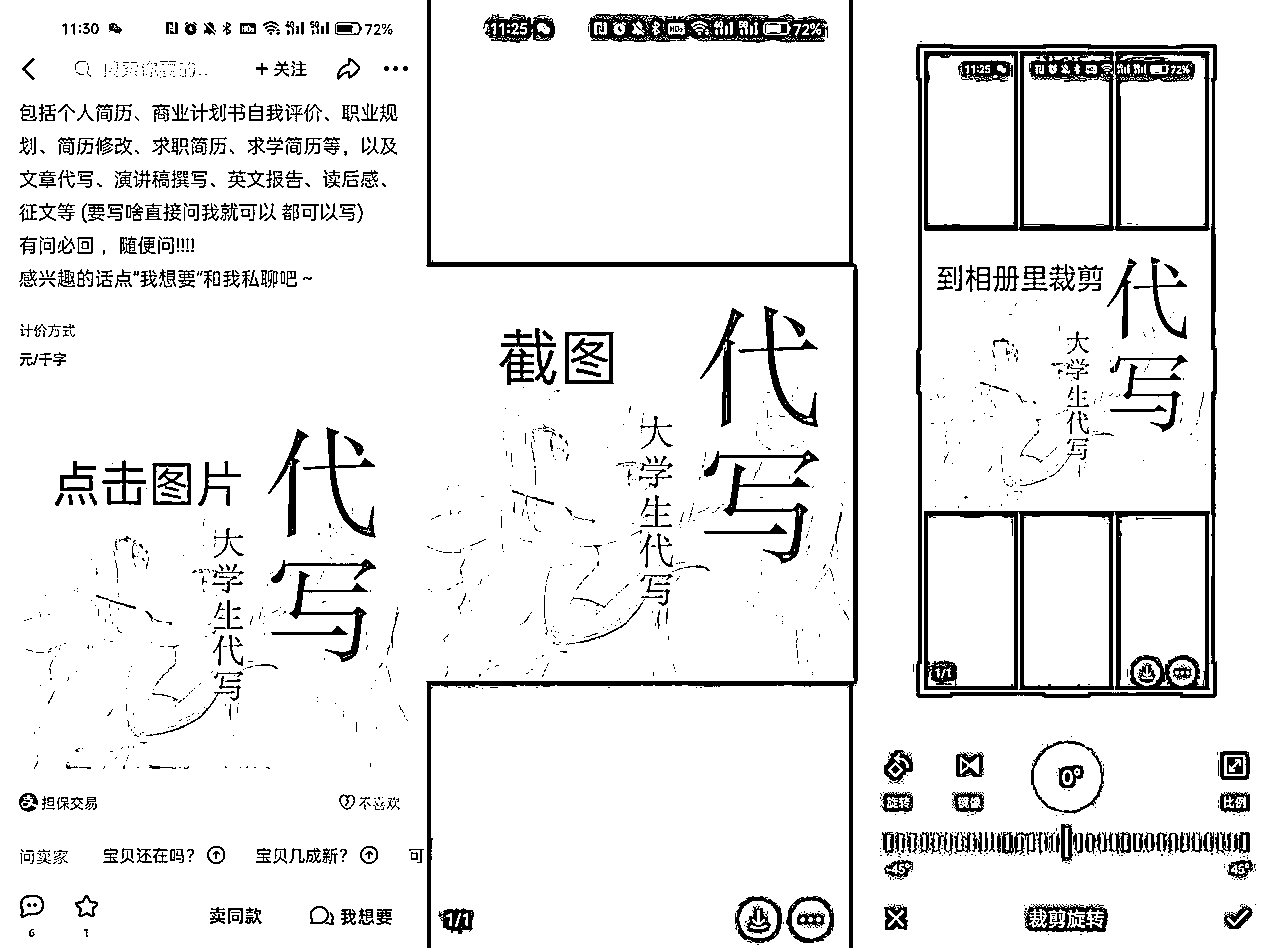 11:30
72%
+ 关注
包括个人简历、商业计划书自我评价、职业规
划、简历修改、求职简历、求学简历等，以及
文章代写、演讲稿撰写、英文报告、读后感、
征文等 (要写啥直接问我就可以 都可以写)
有问必回 ，随便问!!!!
感兴趣的话点“我想要”和我私聊吧 ~
计价方式
元/千字
点击图片
代写
大学生代写
担保交易
不喜欢
问卖家
宝贝还在吗?
宝贝几成新?
可
6
1
卖同款
我想要
11:25
72%
截图
代写
大学生代写
1/1
11:25
72%
到相册里裁剪
代写
大学生代写
1/1
0°
旋转
镜像
比例
-45°
45°
裁剪旋转